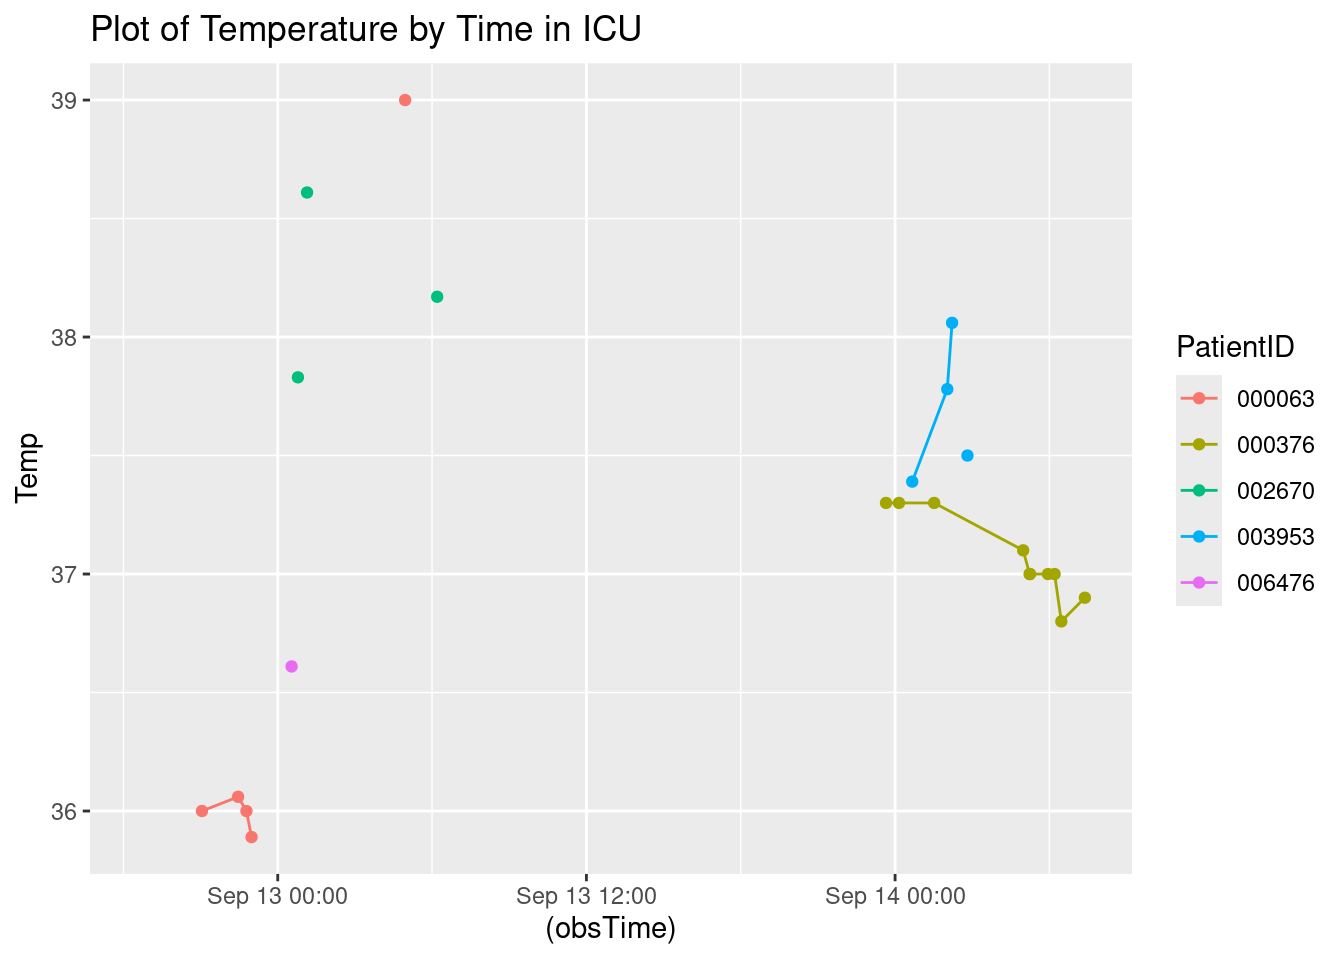 Plot of Temperature by Time in ICU
39
38
37
36
Temp
Sep 13 00:00
Sep 13 12:00
Sep 14 00:00
(obsTime)
PatientID
000063
000376
002670
003953
006476